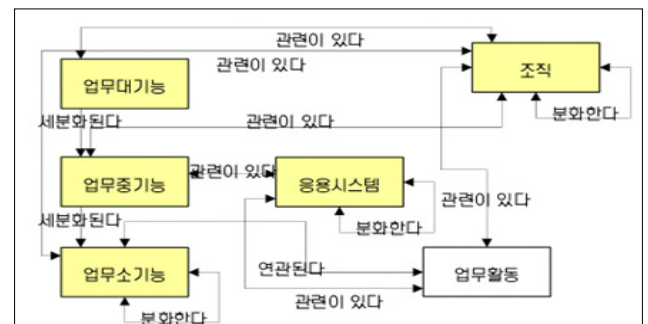 관련이 있다
관련이 있다
조직
업무대기능
분화한다
세분화된다
관련이 있다
관련이 있다
업무중기능
응용시스템
관련이 있다
세분화된다
분화한다
연관된다
업무소기능
업무활동
관련이 있다
분화한다